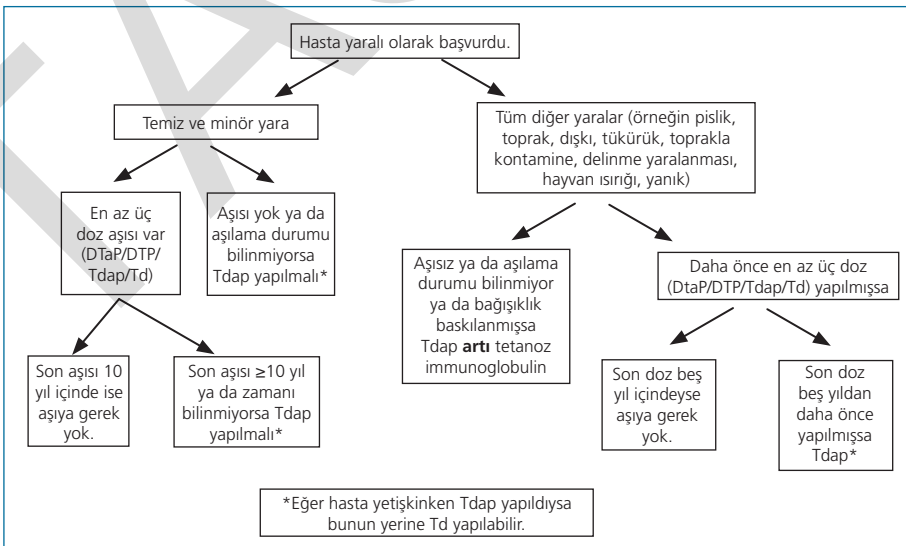 Hasta yaralı olarak başvurdu.
Temiz ve minör yara
Tüm diğer yaralar (örneğin pislik,
toprak, dışkı, tükürük, toprakla
kontamine, delinme yaralanması,
hayvan ısırığı, yanık)
En az üç
doz aşısı var
(DTaP/DTP/
Tdap/Td)
Aşısı yok ya da
aşılama durumu
bilinmiyorsa
Tdap yapılmalı*
Aşısız ya da aşılama
durumu bilinmiyor
ya da bağışıklık
baskılanmışsa
Tdap artı tetanoz
immunoglobulin
Daha önce en az üç doz
(DtaP/DTP/Tdap/Td) yapılmışsa
Son aşısı 10
yıl içinde ise
aşıya gerek
yok.
Son aşısı ≥10 yıl
ya da zamanı
bilinmiyorsa Tdap
yapılmalı*
Son doz beş
yıl içindeyse
aşıya gerek
yok.
Son doz
beş yıldan
daha önce
yapılmışsa
Tdap*
*Eğer hasta yetişkinken Tdap yapıldıysa
bunun yerine Td yapılabilir.